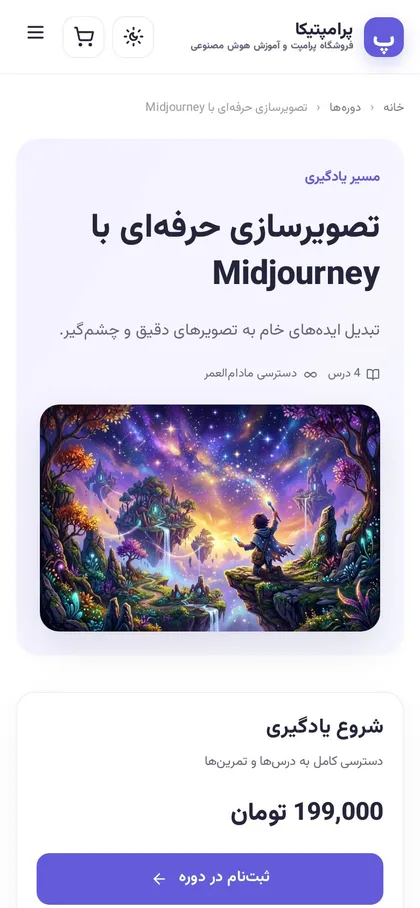 پ
پرامپتیکا
فروشگاه پرامپت و آموزش هوش مصنوعی
خانه › دوره‌ها › تصویرسازی حرفه‌ای با Midjourney
مسیر یادگیری
تصویرسازی حرفه‌ای با
Midjourney
تبدیل ایده‌های خام به تصویرهای دقیق و چشم‌گیر.
4 درس دسترسی مادام‌العمر
شروع یادگیری
دسترسی کامل به درس‌ها و تمرین‌ها
199,000 تومان
ثبت‌نام در دوره ←